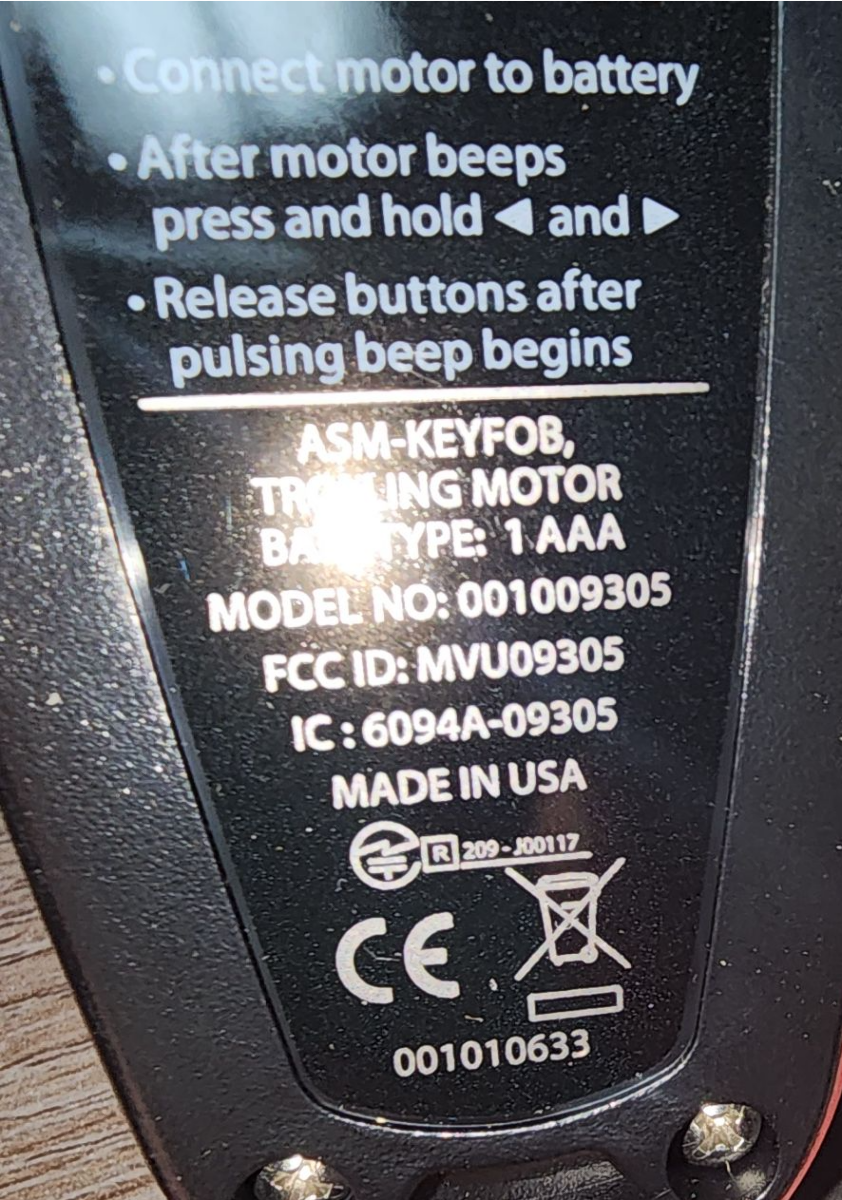 • Connect motor to battery
• After motor beeps
press and hold ◀ and ▶
• Release buttons after
pulsing beep begins
ASM-KEYFOB,
MOTOR
1 AAA
MODEL NO: 001009305
FCC ID: MVU09305
IC : 6094A-09305
MADE IN USA
R 209-J00117
CE
001010633